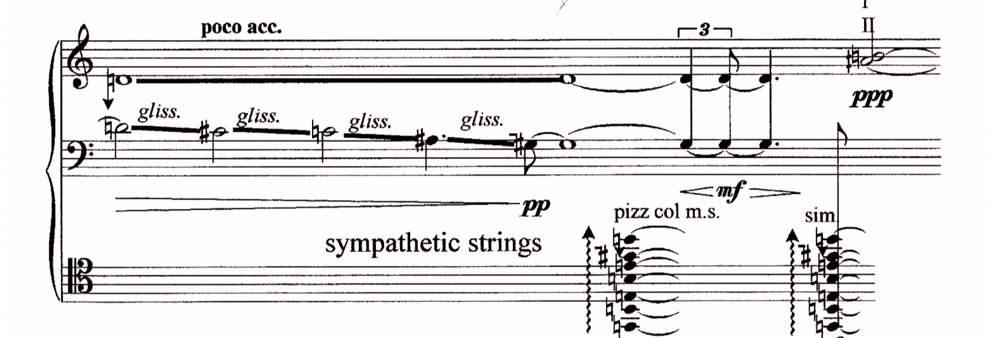 I
poco acc.
3
II
ppp
gliss. gliss. gliss. gliss.
mf
pp
pizz col m.s.
sim.
sympathetic strings